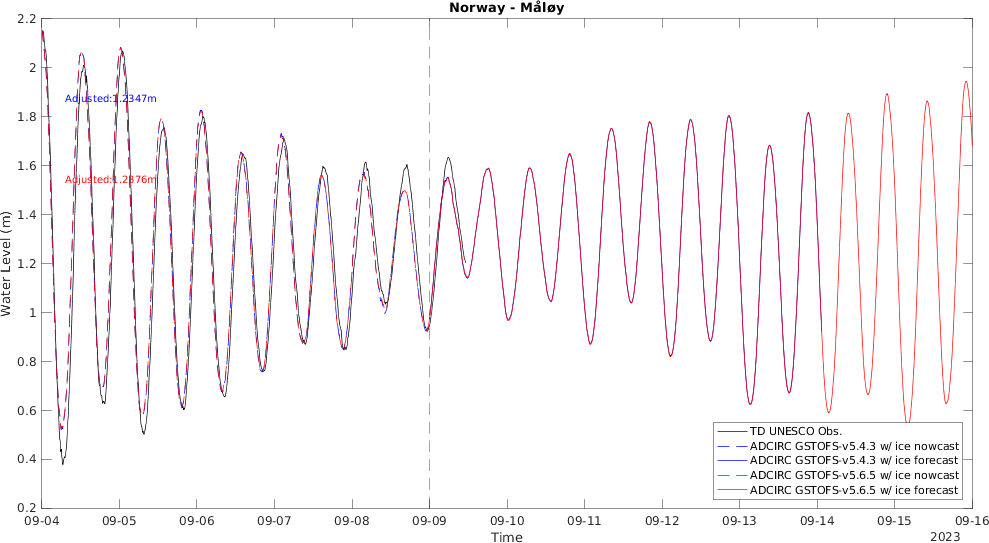 Norway - Måløy
2.2
2
1.8
1.6
1.4
1.2
1
0.8
0.6
0.4
0.2
Water Level (m)
Adjusted:1.2347m
Adjusted:1.2876m
TD UNESCO Obs.
ADCIRC GSTOFS-v5.4.3 w/ ice nowcast
ADCIRC GSTOFS-v5.4.3 w/ ice forecast
ADCIRC GSTOFS-v5.6.5 w/ ice nowcast
ADCIRC GSTOFS-v5.6.5 w/ ice forecast
09-04 09-05 09-06 09-07 09-08 09-09 09-10 09-11 09-12 09-13 09-14 09-15 09-16
Time
2023